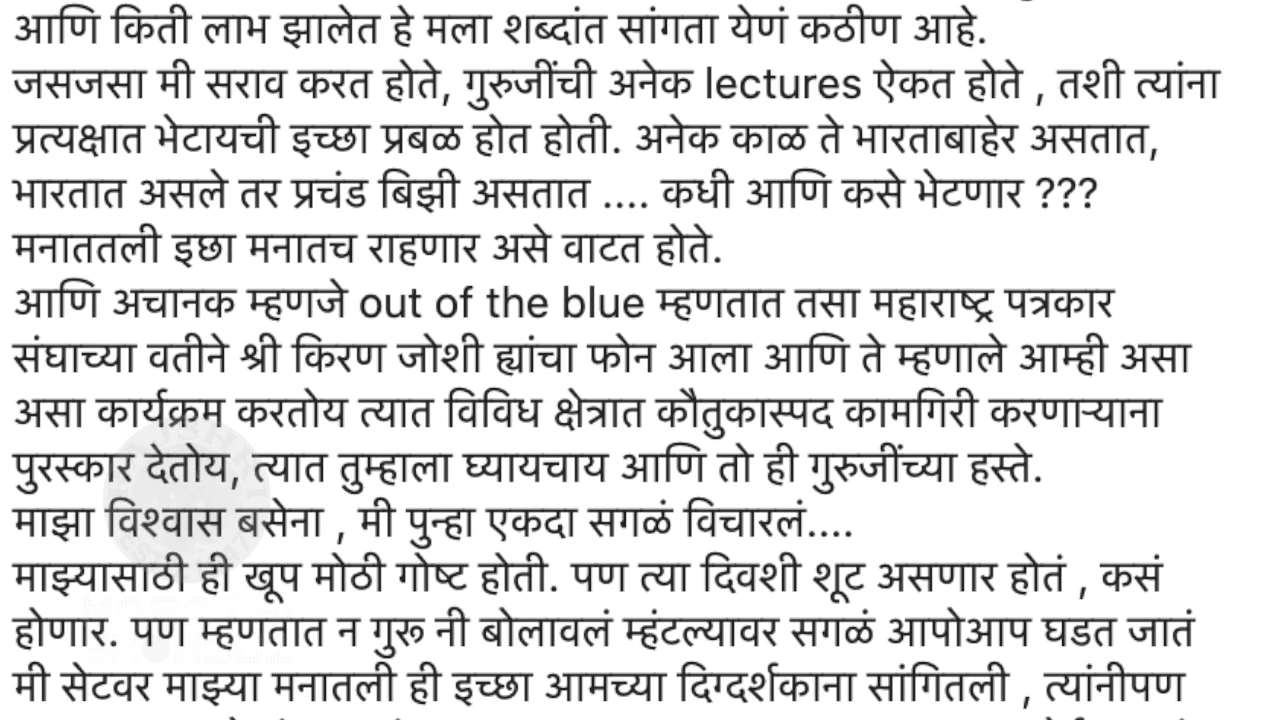 आणि किती लाभ झालेत हे मला शब्दांत सांगता येणं कठीण आहे.
जसजसा मी सराव करत होते, गुरुजींची अनेक lectures ऐकत होते , तशी त्यांना
प्रत्यक्षात भेटायची इच्छा प्रबळ होत होती. अनेक काळ ते भारताबाहेर असतात,
भारतात असले तर प्रचंड बिझी असतात .... कधी आणि कसे भेटणार ???
मनाततली इछा मनातच राहणार असे वाटत होते.
आणि अचानक म्हणजे out of the blue म्हणतात तसा महाराष्ट्र पत्रकार
संघाच्या वतीने श्री किरण जोशी ह्यांचा फोन आला आणि ते म्हणाले आम्ही असा
असा कार्यक्रम करतोय त्यात विविध क्षेत्रात कौतुकास्पद कामगिरी करणाऱ्याना
पुरस्कार देतोय, त्यात तुम्हाला घ्यायचाय आणि तो ही गुरुजींच्या हस्ते.
माझा विश्वास बसेना , मी पुन्हा एकदा सगळं विचारलं....
माझ्यासाठी ही खूप मोठी गोष्ट होती. पण त्या दिवशी शूट असणार होतं , कसं
होणार. पण म्हणतात न गुरू नी बोलावलं म्हंटल्यावर सगळं आपोआप घडत जातं
मी सेटवर माझ्या मनातली ही इच्छा आमच्या दिग्दर्शकाना सांगितली , त्यांनीपण